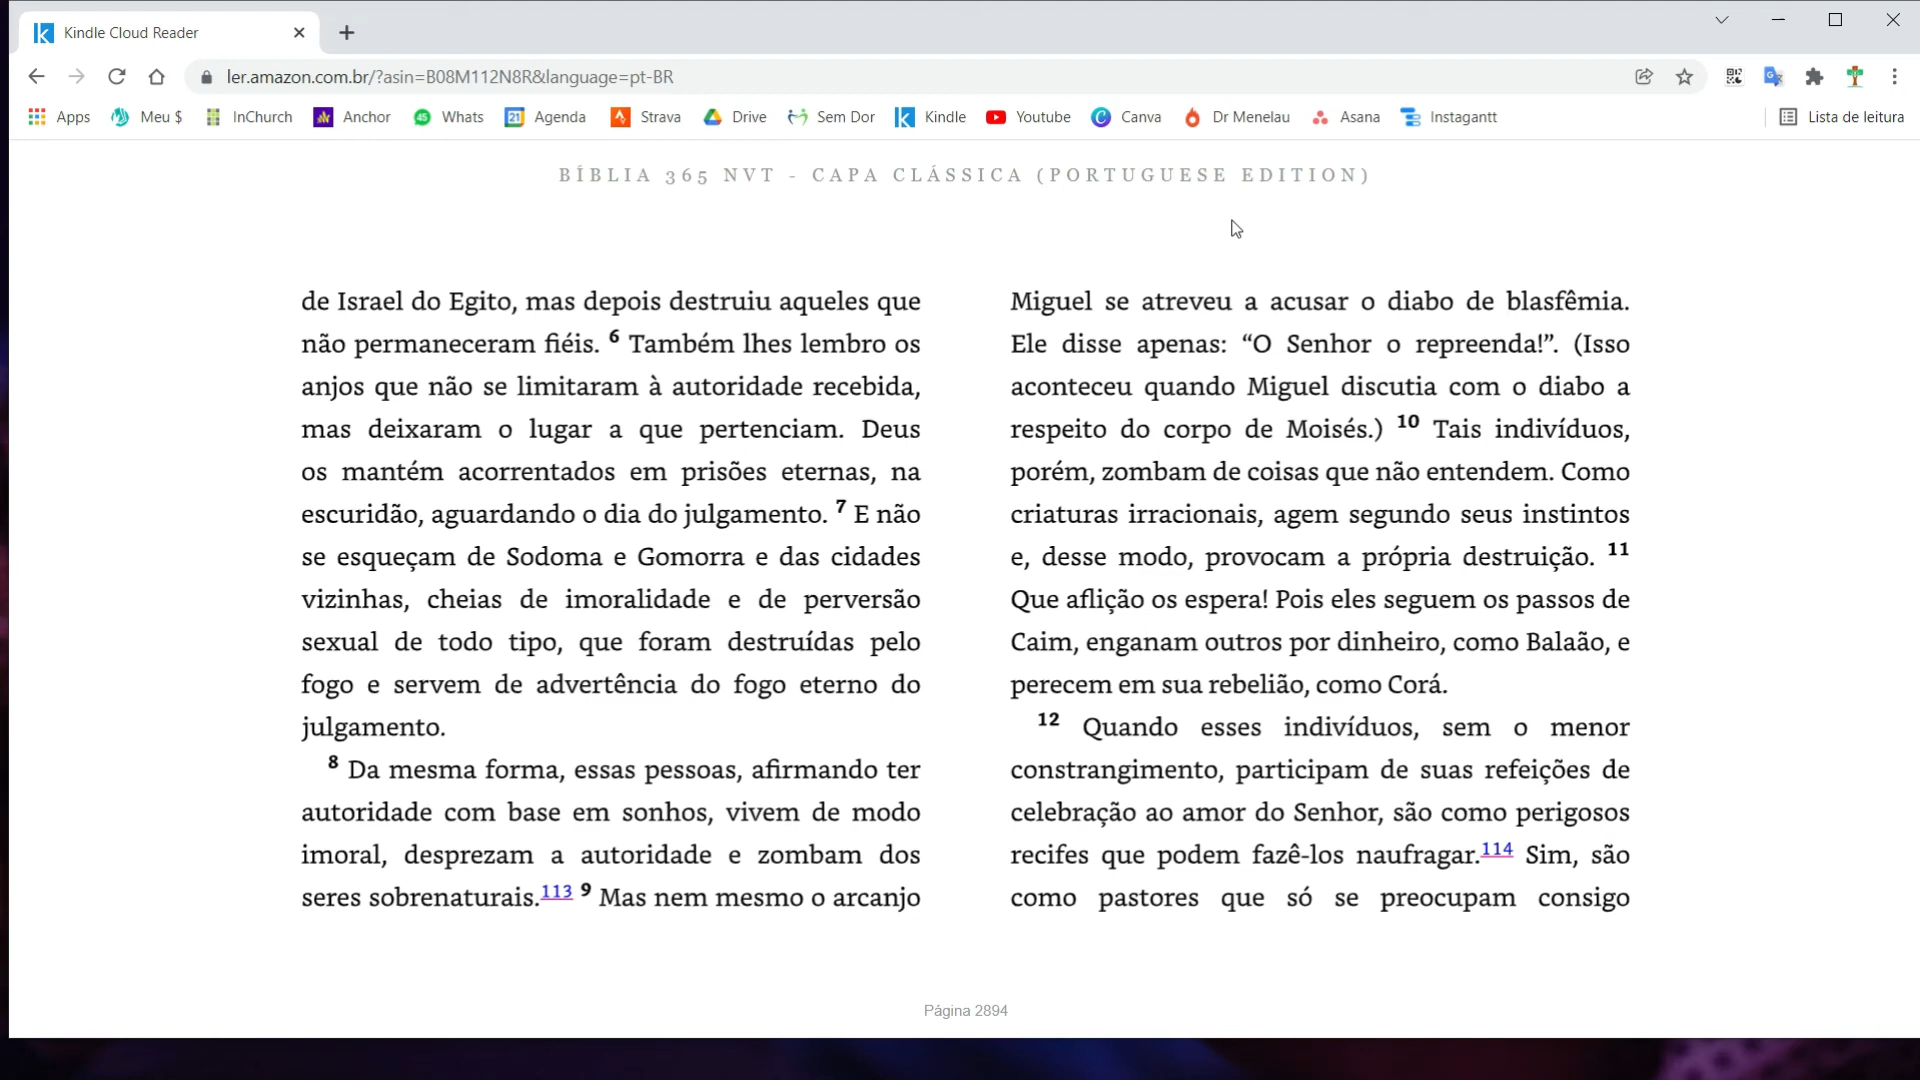 Kindle Cloud Reader
ler.amazon.com.br/?asin=B08M112N8R&language=pt-BR
Apps Meu $ InChurch Anchor 45 Whats 21 Agenda Strava Drive Sem Dor Kindle Youtube Canva Dr Menelau Asana Instagantt Lista de leitura
BÍBLIA 365 NVT - CAPA CLÁSSICA (PORTUGUESE EDITION)
de Israel do Egito, mas depois destruiu aqueles que
não permaneceram fiéis. 6 Também lhes lembro os
anjos que não se limitaram à autoridade recebida,
mas deixaram o lugar a que pertenciam. Deus
os mantém acorrentados em prisões eternas, na
escuridão, aguardando o dia do julgamento. 7 E não
se esqueçam de Sodoma e Gomorra e das cidades
vizinhas, cheias de imoralidade e de perversão
sexual de todo tipo, que foram destruídas pelo
fogo e servem de advertência do fogo eterno do
julgamento.
8 Da mesma forma, essas pessoas, afirmando ter
autoridade com base em sonhos, vivem de modo
imoral, desprezam a autoridade e zombam dos
seres sobrenaturais.113 9 Mas nem mesmo o arcanjo
Miguel se atreveu a acusar o diabo de blasfêmia.
Ele disse apenas: “O Senhor o repreenda!”. (Isso
aconteceu quando Miguel discutia com o diabo a
respeito do corpo de Moisés.) 10 Tais indivíduos,
porém, zombam de coisas que não entendem. Como
criaturas irracionais, agem segundo seus instintos
e, desse modo, provocam a própria destruição. 11
Que aflição os espera! Pois eles seguem os passos de
Caim, enganam outros por dinheiro, como Balaão, e
perecem em sua rebelião, como Corá.
12 Quando esses indivíduos, sem o menor
constrangimento, participam de suas refeições de
celebração ao amor do Senhor, são como perigosos
recifes que podem fazê-los naufragar.114 Sim, são
como pastores que só se preocupam consigo
Página 2894